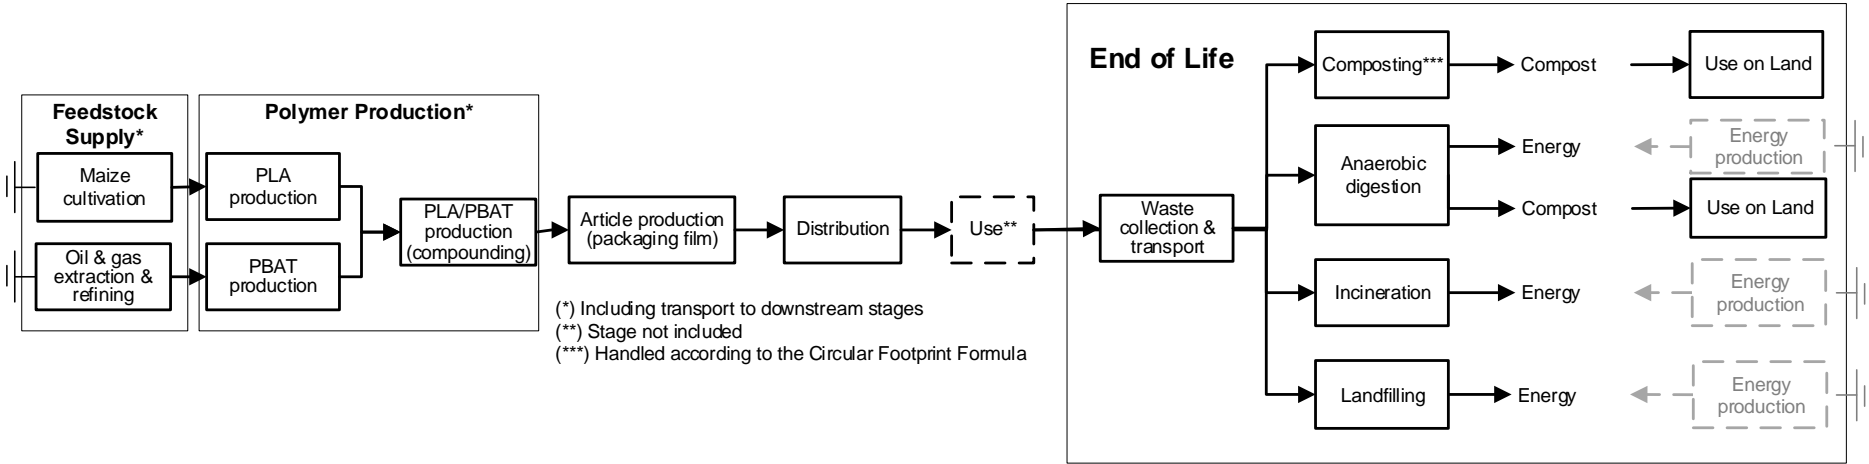 Feedstock
Supply*
Maize
cultivation
Oil & gas
extraction &
refining
Polymer Production*
PLA
production
PBAT
production
PLA/PBAT
production
(compounding)
Article production
(packaging film)
Distribution
Use**
(*) Including transport to downstream stages
(**) Stage not included
(***) Handled according to the Circular Footprint Formula
End of Life
Waste
collection &
transport
Composting***
Compost
Use on Land
Anaerobic
digestion
Energy
Energy
production
Compost
Use on Land
Incineration
Energy
Energy
production
Landfilling
Energy
Energy
production